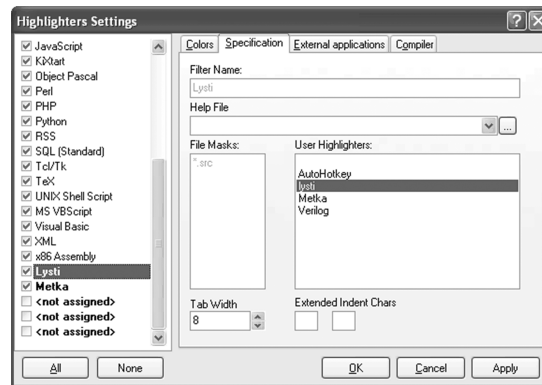 Highlighters Settings
JavaScript
KiXtart
Object Pascal
Perl
PHP
Python
RSS
SQL (Standard)
Tcl/Tk
TeX
UNIX Shell Script
MS VBScript
Visual Basic
XML
x86 Assembly
Lysti
Metka
<not assigned>
<not assigned>
<not assigned>
All
None
Colors
Specification
External applications
Compiler
Filter Name:
Lysti
Help File
...
File Masks:
*.src
User Highlighters:
AutoHotkey
lysti
Metka
Verilog
Tab Width
8
Extended Indent Chars
OK
Cancel
Apply